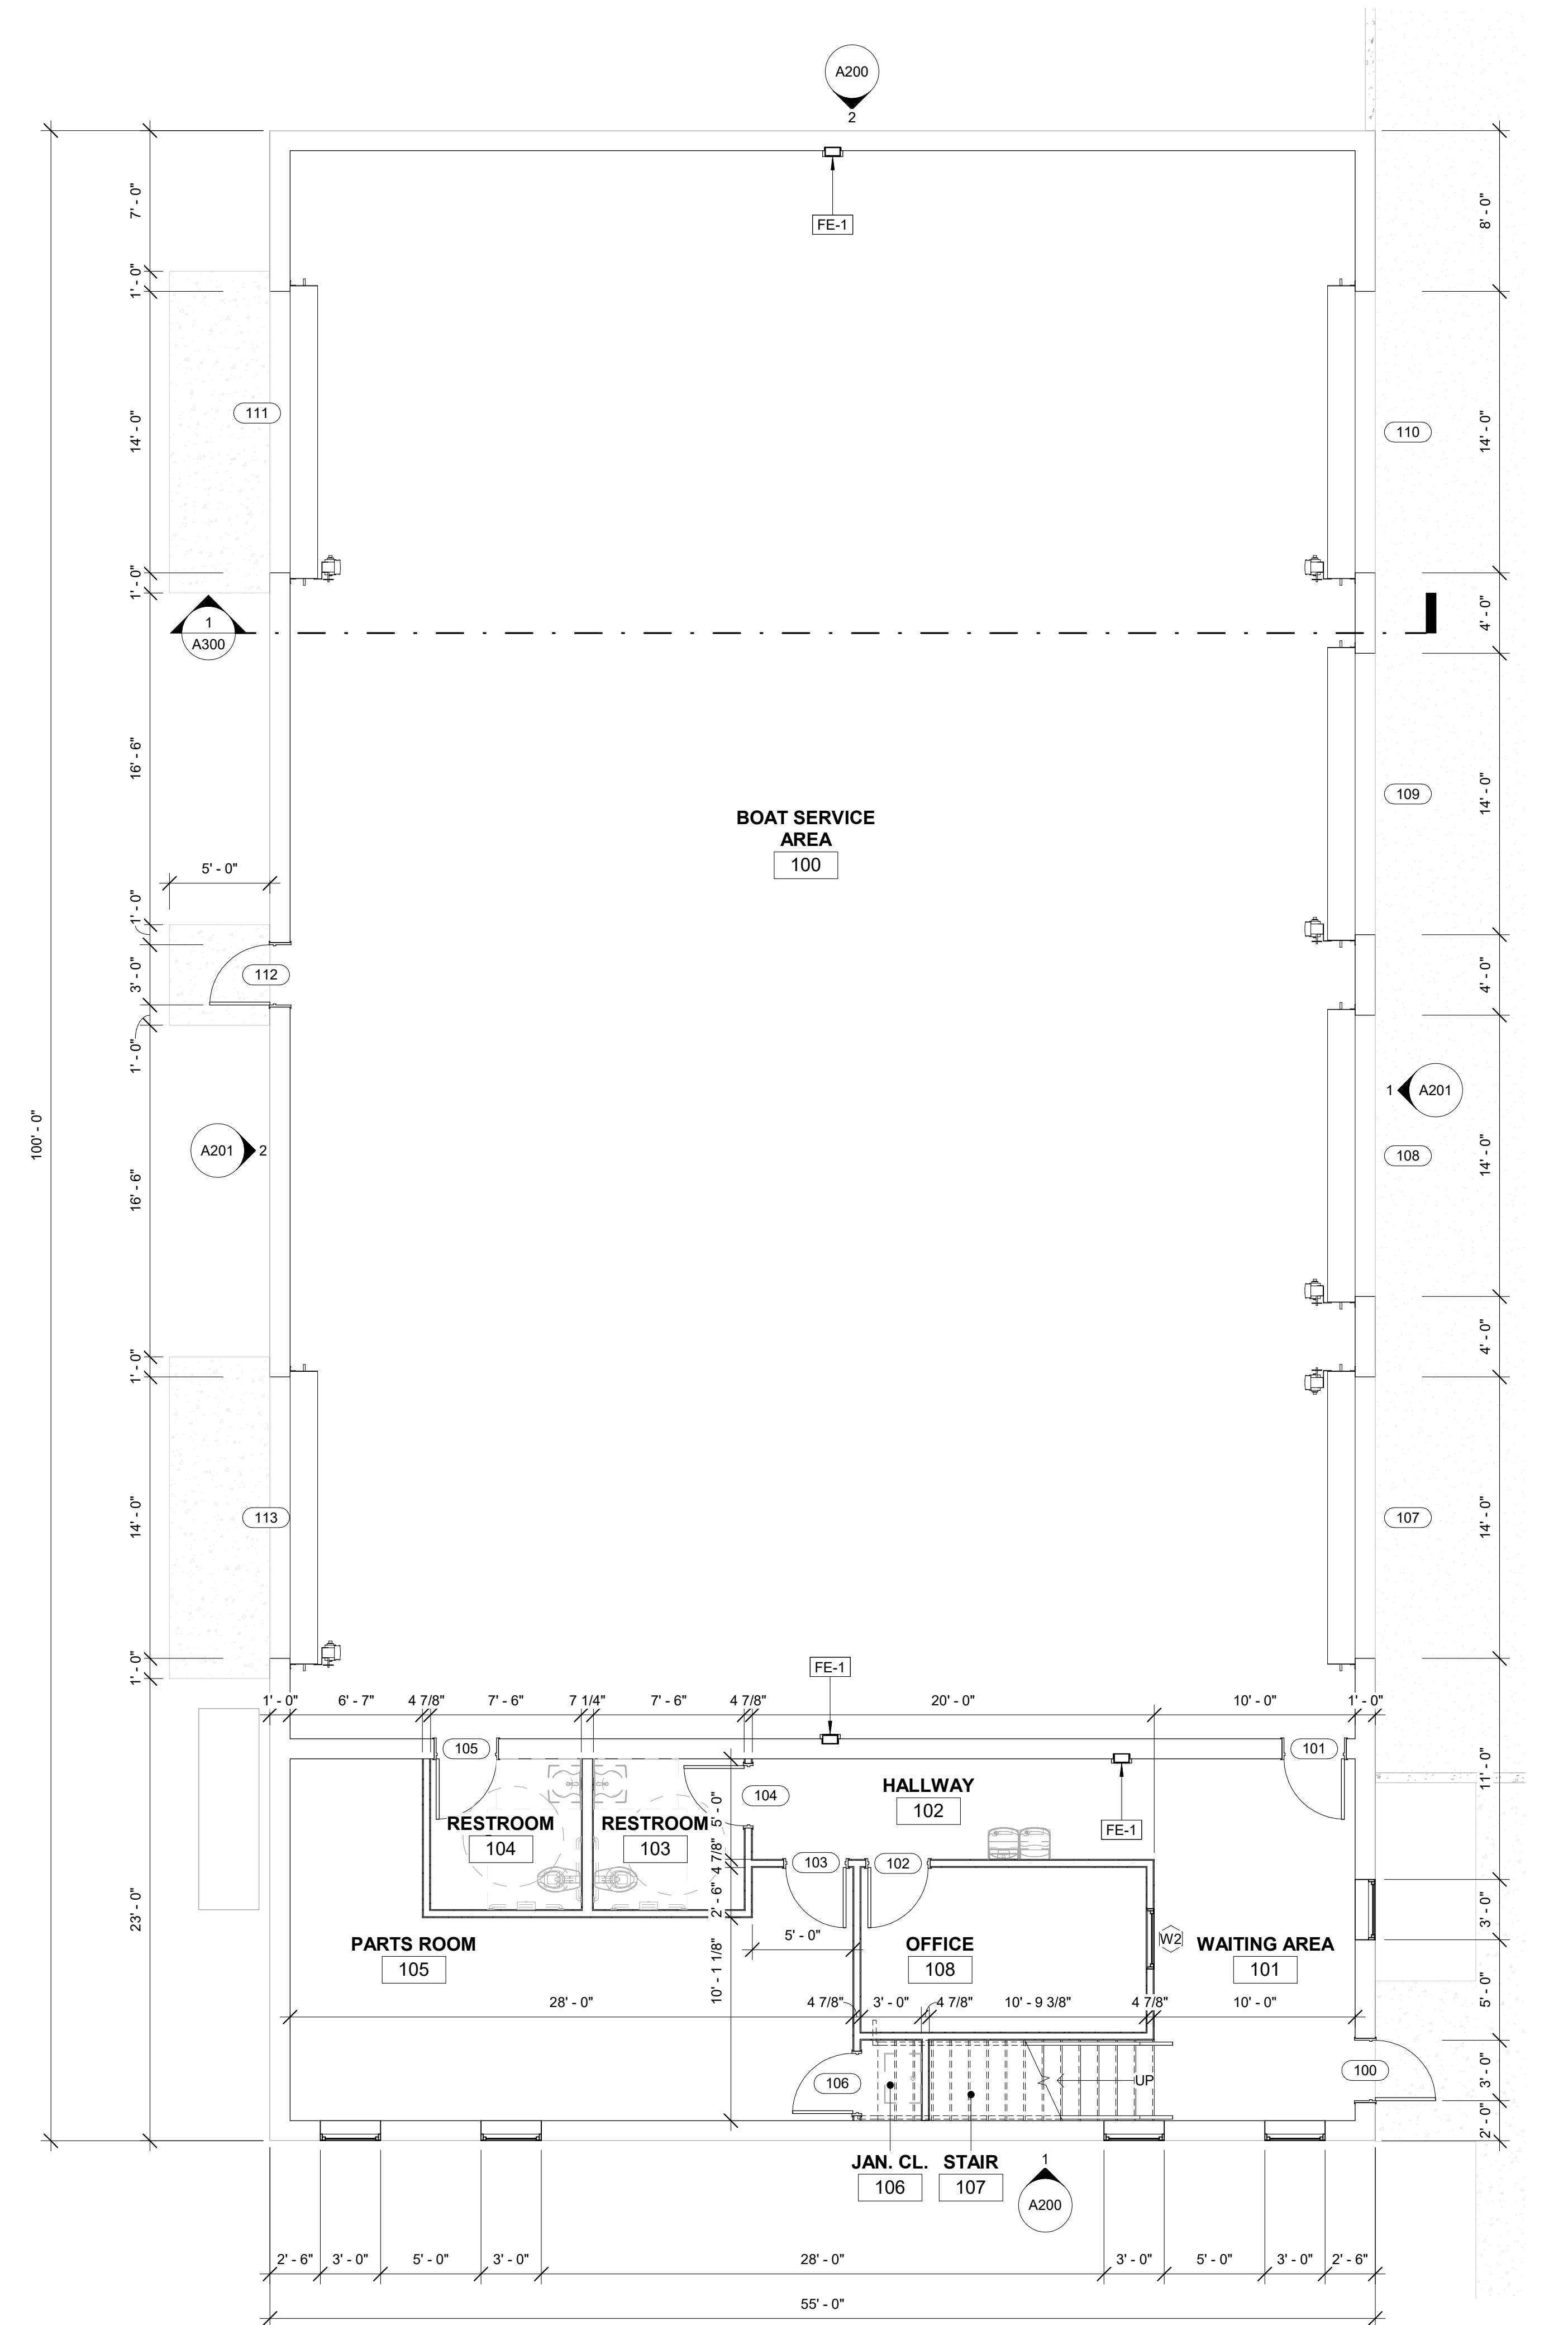 A200
2
FE-1
7' - 0"
1' - 0"
14' - 0"
1' - 0"
16' - 6"
1' - 0"
3' - 0"
1' - 0"
16' - 6"
1' - 0"
14' - 0"
1' - 0"
23' - 0"
100' - 0"
5' - 0"
8' - 0"
14' - 0"
4' - 0"
14' - 0"
4' - 0"
14' - 0"
4' - 0"
14' - 0"
11' - 0"
3' - 0"
5' - 0"
3' - 0"
2' - 0"
111
110
1
A300
109
BOAT SERVICE
AREA
100
112
108
1
A201
A201
2
113
107
FE-1
1' - 0"
6' - 7"
4 7/8"
7' - 6"
7 1/4"
7' - 6"
4 7/8"
20' - 0"
10' - 0"
1' - 0"
105
101
104
HALLWAY
102
FE-1
RESTROOM
104
RESTROOM
103
5' - 0"
4 7/8"
2' - 6"
10' - 1 1/8"
103
102
PARTS ROOM
105
5' - 0"
OFFICE
108
W2
WAITING AREA
101
28' - 0"
4 7/8"
3' - 0"
4 7/8"
10' - 9 3/8"
4 7/8"
10' - 0"
106
UP
100
JAN. CL.
106
STAIR
107
1
A200
2' - 6"
3' - 0"
5' - 0"
3' - 0"
28' - 0"
3' - 0"
5' - 0"
3' - 0"
2' - 6"
55' - 0"